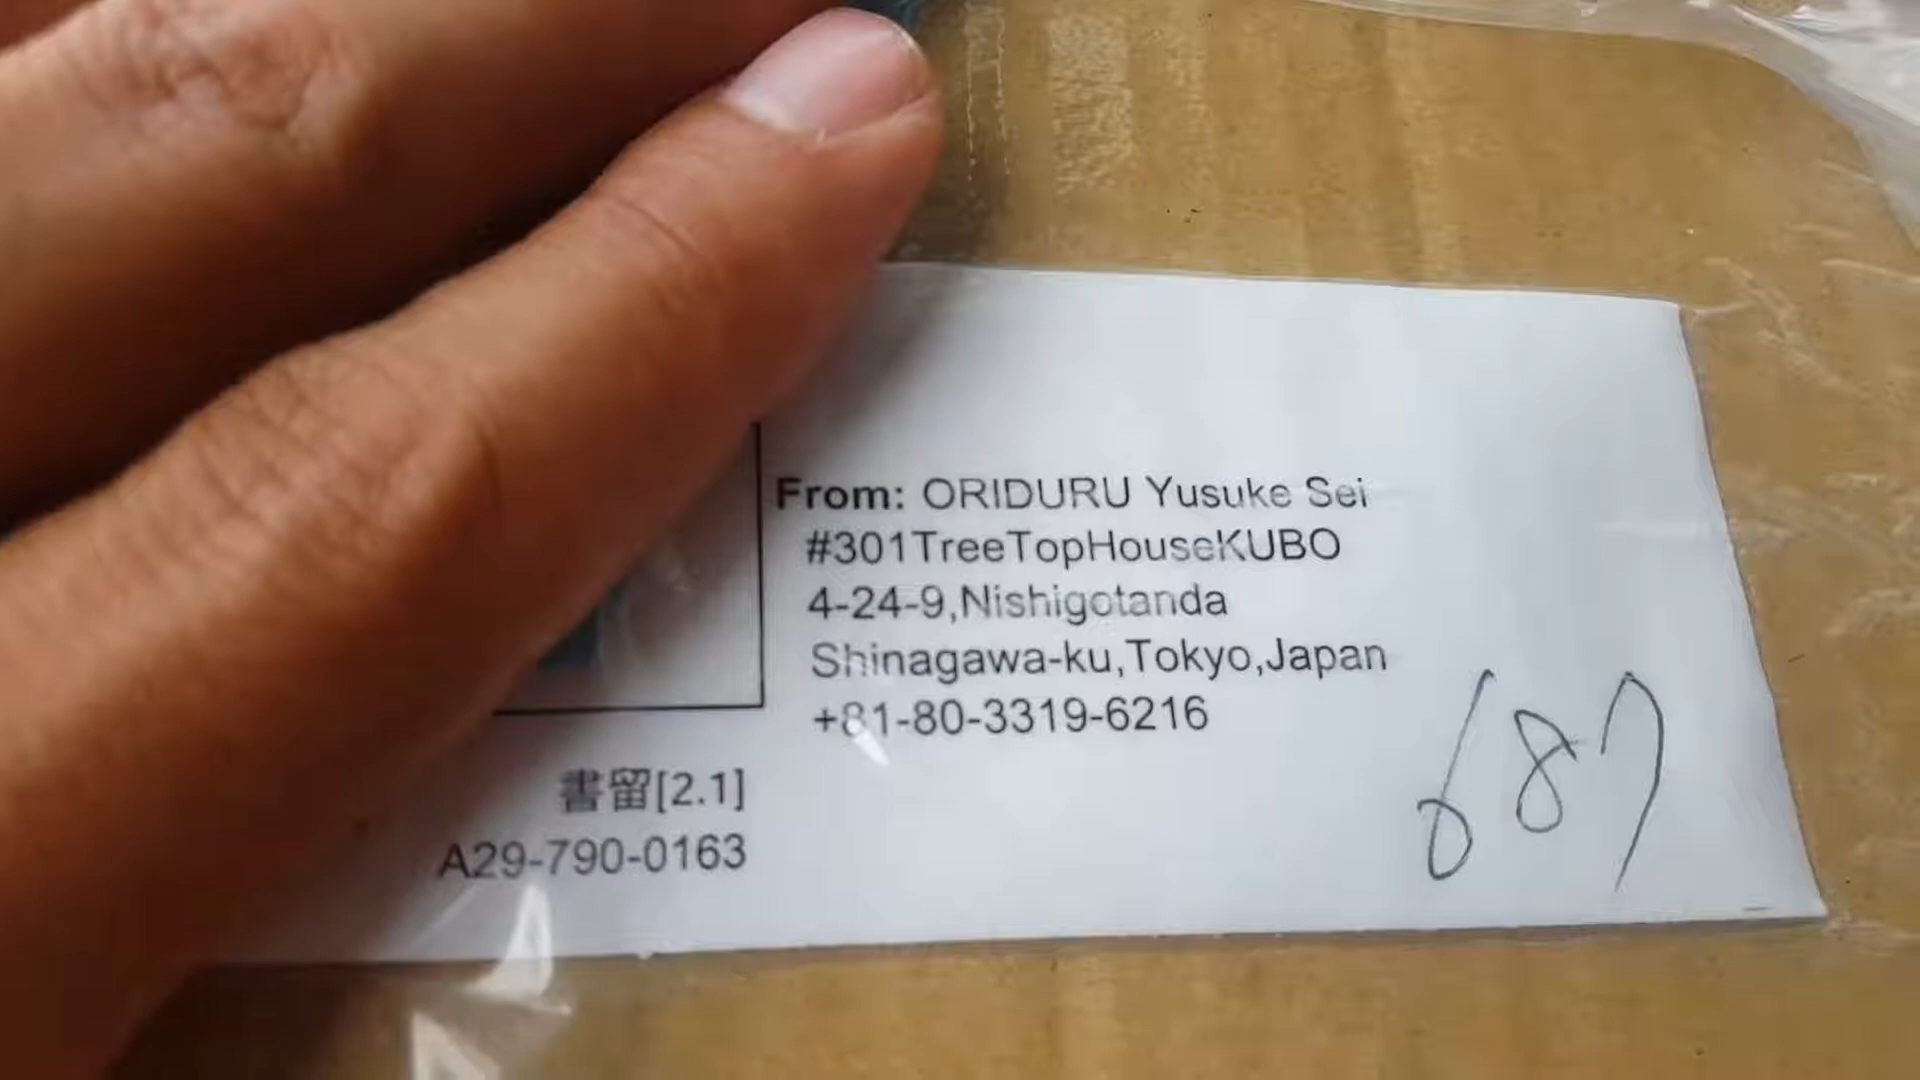 From: ORIDURU Yusuke Sei
#301TreeTopHouseKUBO
4-24-9,Nishigotanda
Shinagawa-ku,Tokyo,Japan
+81-80-3319-6216
書留[2.1]
A29-790-0163
687